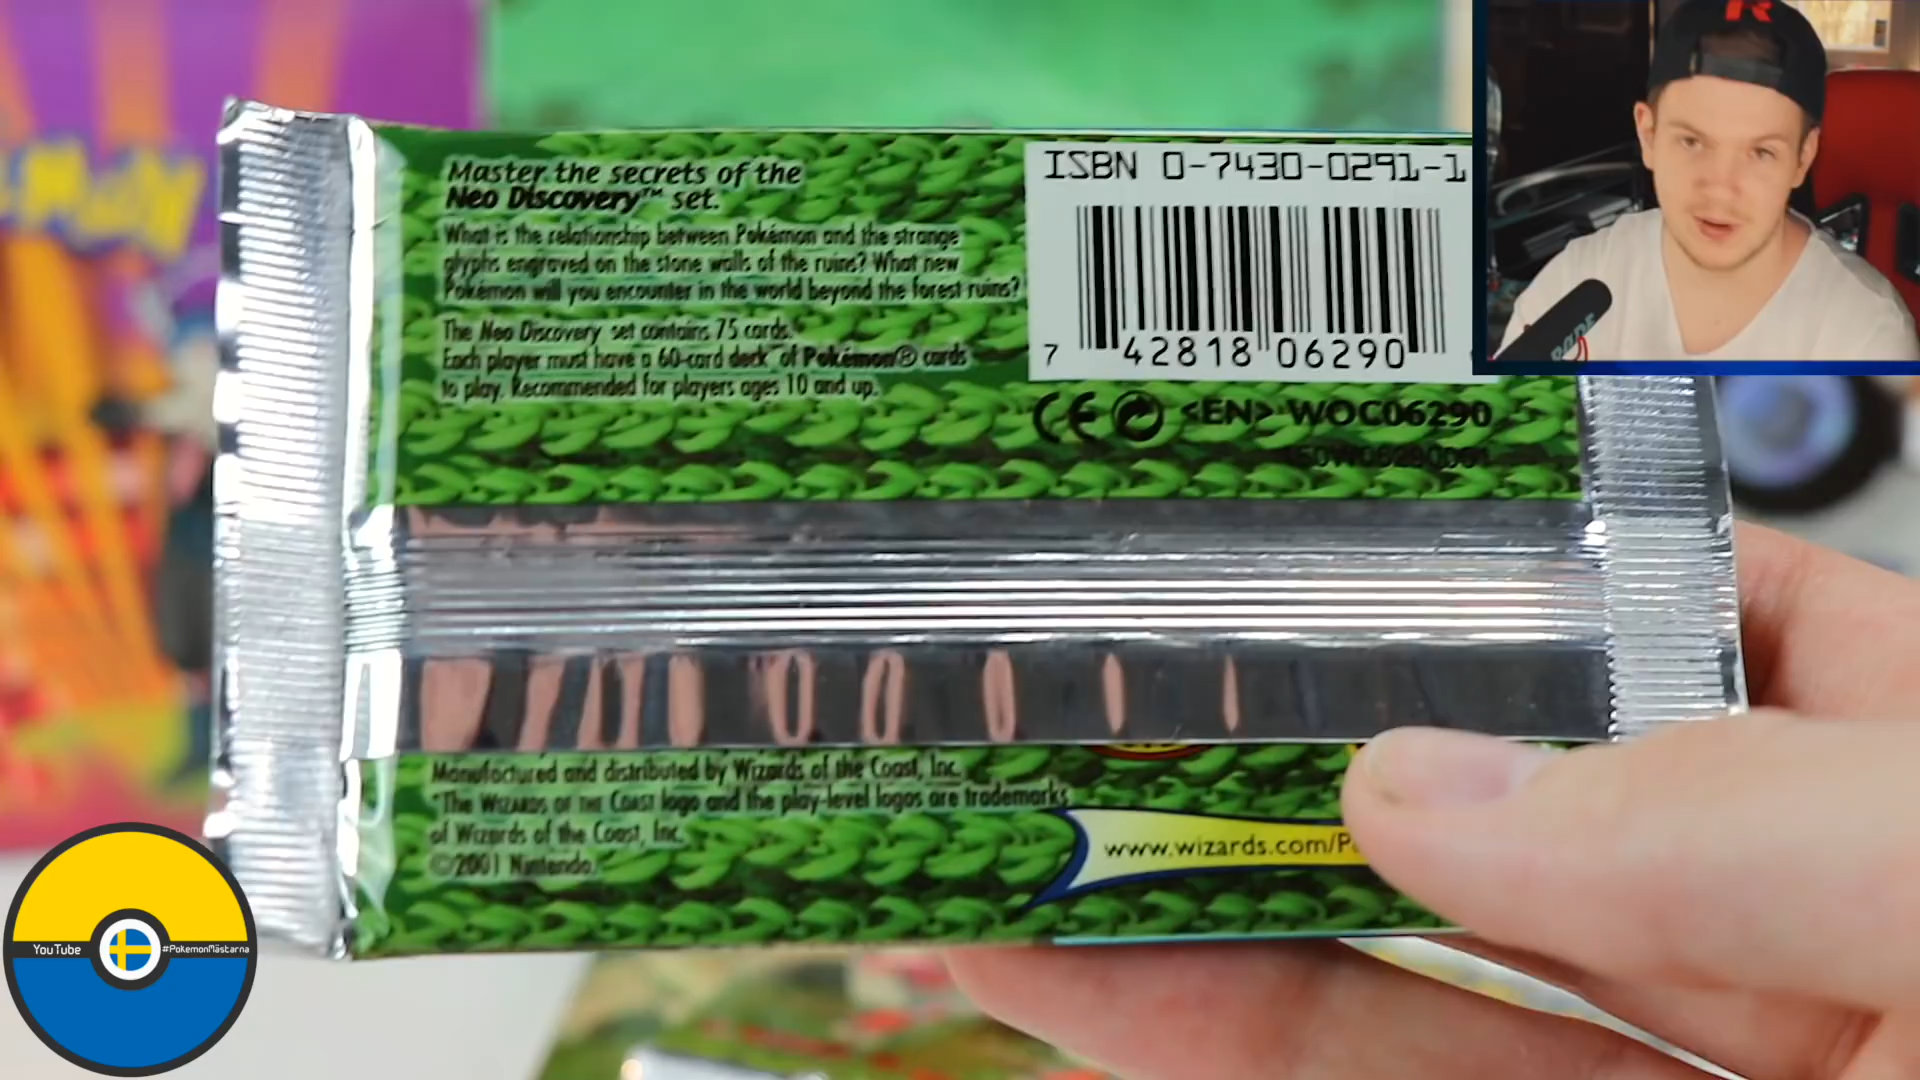 Master the secrets of the
Neo Discovery™ set.
What is the relationship between Pokémon and the strange
glyphs engraved on the stone walls of the ruins? What new
Pokémon will you encounter in the world beyond the forest ruins?
The Neo Discovery set contains 75 cards.
Each player must have a 60-card deck of Pokémon® cards
to play. Recommended for players ages 10 and up.
ISBN 0-7430-0291-1
7 42818 06290
CE <EN> WOC06290
Manufactured and distributed by Wizards of the Coast, Inc.
*The Wizards of the Coast logo and the play-level logos are trademarks
of Wizards of the Coast, Inc.
©2001 Nintendo.
www.wizards.com/P
YouTube #PokemonMästarna